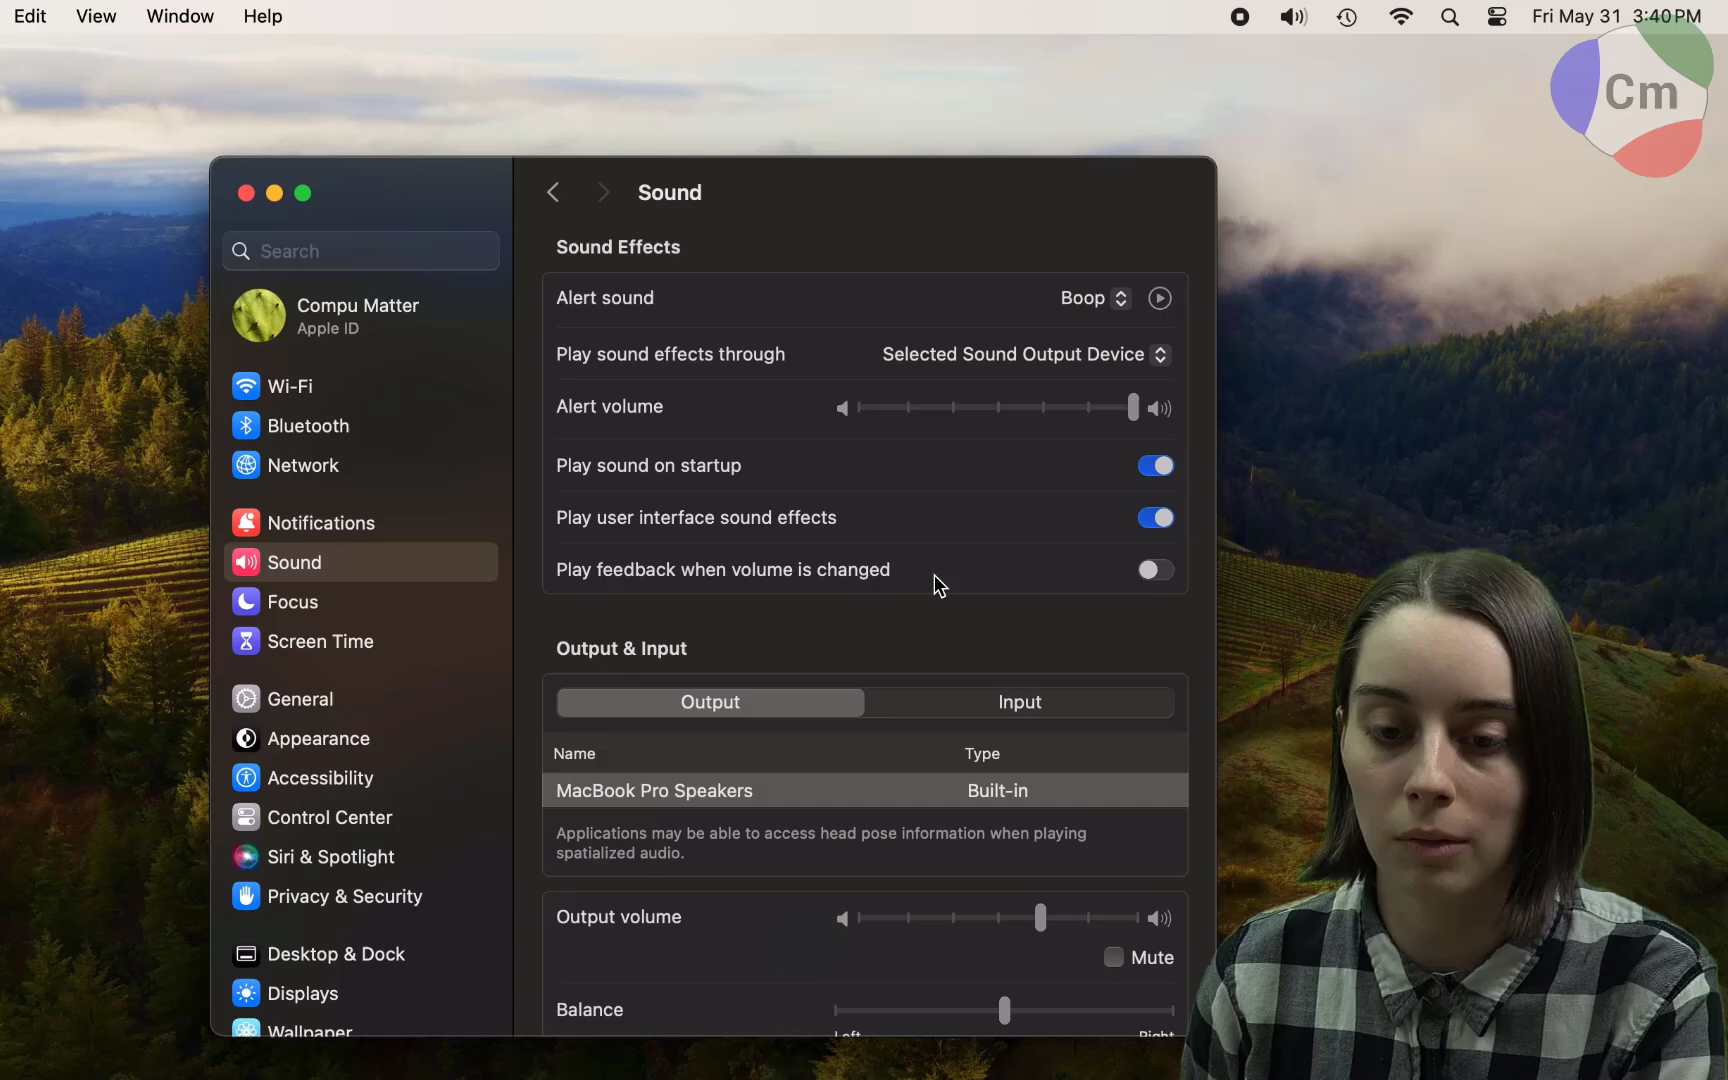 Edit View Window Help Fri May 31 3:40 PM
Cm
Sound
Search
Compu Matter
Apple ID
Wi-Fi
Bluetooth
Network
Notifications
Sound
Focus
Screen Time
General
Appearance
Accessibility
Control Center
Siri & Spotlight
Privacy & Security
Desktop & Dock
Displays
Wallpaper
Sound Effects
Alert sound Boop
Play sound effects through Selected Sound Output Device
Alert volume
Play sound on startup
Play user interface sound effects
Play feedback when volume is changed
Output & Input
Output Input
Name Type
MacBook Pro Speakers Built-in
Applications may be able to access head pose information when playing
spatialized audio.
Output volume
Mute
Balance
Left Right